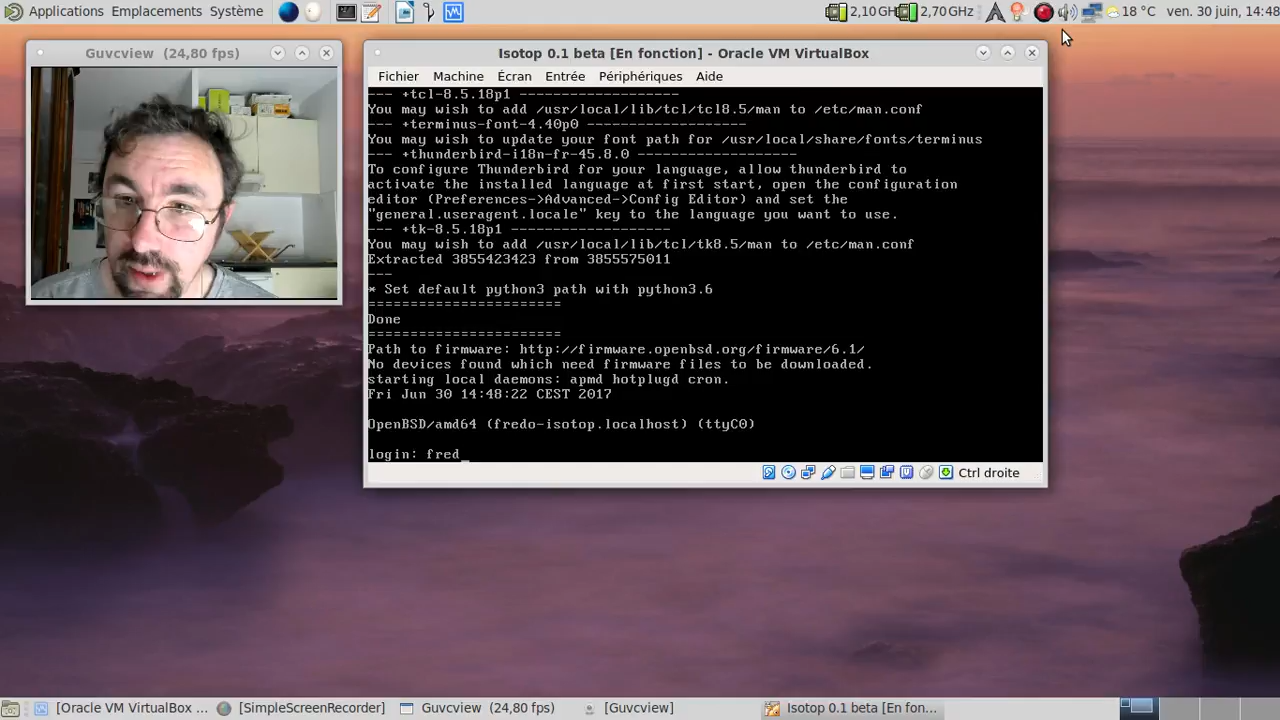 Applications Emplacements Système
2,10 GHz 2,70 GHz 18 °C ven. 30 juin, 14:48
Guvcview (24,80 fps)
Isotop 0.1 beta [En fonction] - Oracle VM VirtualBox
Fichier Machine Écran Entrée Périphériques Aide
--- +tcl-8.5.18p1 -------------------
You may wish to add /usr/local/lib/tcl/tcl8.5/man to /etc/man.conf
--- +terminus-font-4.40p0 -------------------
You may wish to update your font path for /usr/local/share/fonts/terminus
--- +thunderbird-i18n-fr-45.8.0 -------------------
To configure Thunderbird for your language, allow thunderbird to
activate the installed language at first start, open the configuration
editor (Preferences->Advanced->Config Editor) and set the
"general.useragent.locale" key to the language you want to use.
--- +tk-8.5.18p1 -------------------
You may wish to add /usr/local/lib/tcl/tk8.5/man to /etc/man.conf
Extracted 3855423423 from 3855575011
---
* Set default python3 path with python3.6
=======================
Done
=======================
Path to firmware: http://firmware.openbsd.org/firmware/6.1/
No devices found which need firmware files to be downloaded.
starting local daemons: apmd hotplugd cron.
Fri Jun 30 14:48:22 CEST 2017
OpenBSD/amd64 (fredo-isotop.localhost) (ttyC0)
login: fred_
Ctrl droite
[Oracle VM VirtualBox ... [SimpleScreenRecorder] Guvcview (24,80 fps) [Guvcview] Isotop 0.1 beta [En fon...